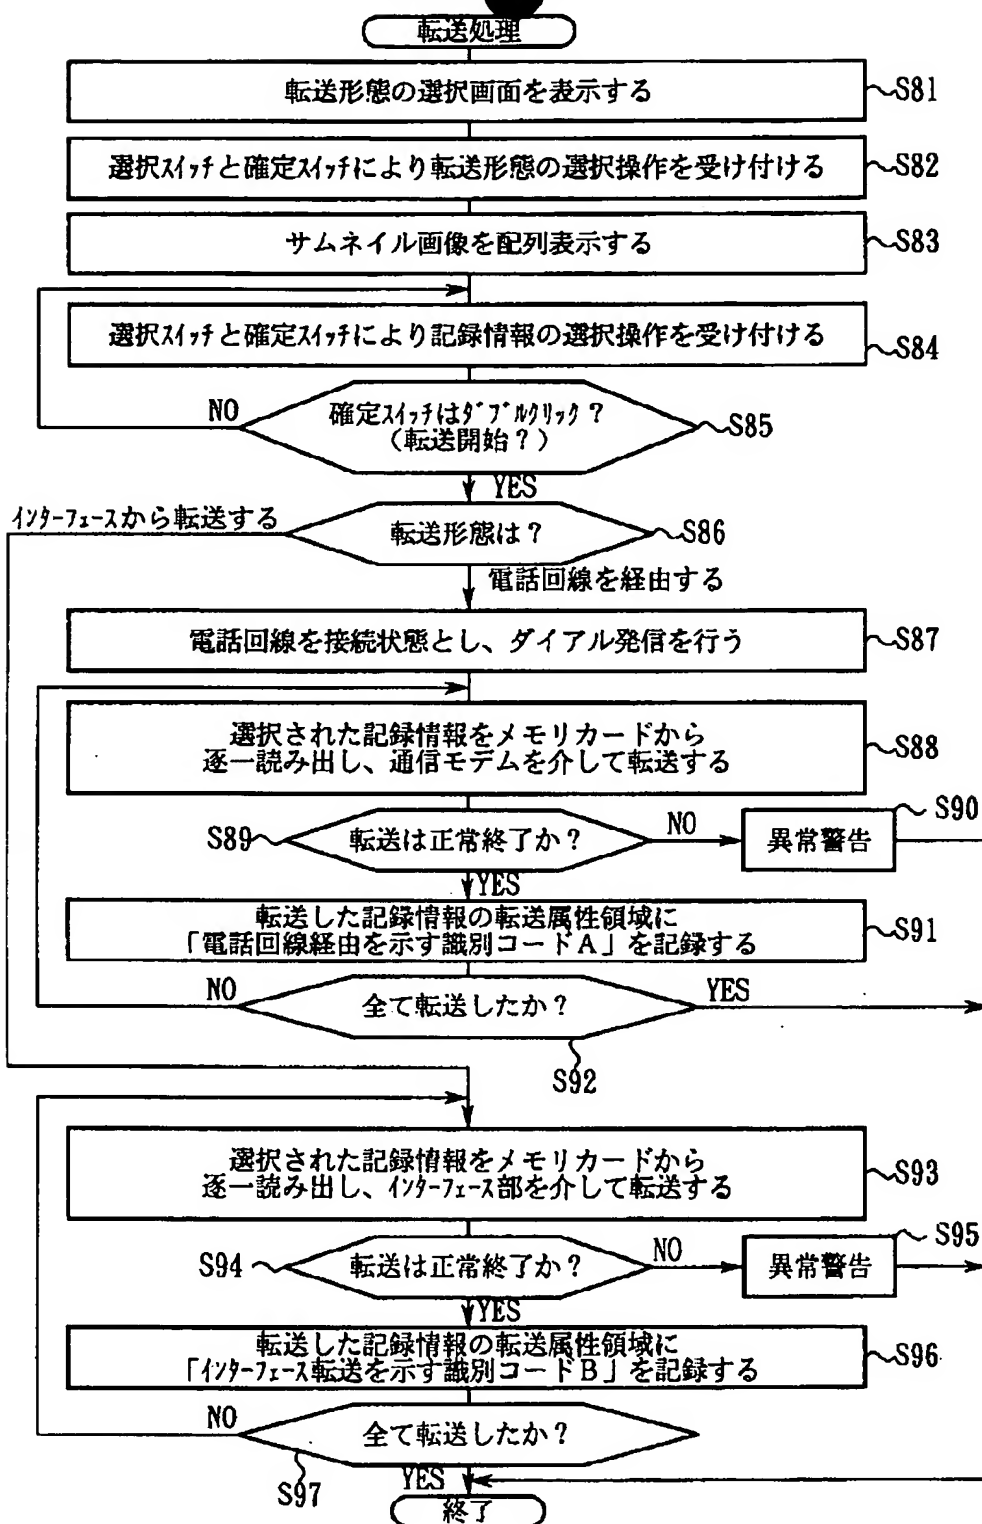 転送処理
転送形態の選択画面を表示する
S81
選択ｽｲｯﾁと確定ｽｲｯﾁにより転送形態の選択操作を受け付ける
S82
サムネイル画像を配列表示する
S83
選択ｽｲｯﾁと確定ｽｲｯﾁにより記録情報の選択操作を受け付ける
S84
NO
確定ｽｲｯﾁはﾀﾞﾌﾞﾙｸﾘｯｸ？
（転送開始？）
S85
YES
ｲﾝﾀｰﾌｪｰｽから転送する
転送形態は？
S86
電話回線を経由する
電話回線を接続状態とし、ダイアル発信を行う
S87
選択された記録情報をメモリカードから
逐一読み出し、通信モデムを介して転送する
S88
S89
転送は正常終了か？
NO
異常警告
S90
YES
転送した記録情報の転送属性領域に
「電話回線経由を示す識別コードＡ」を記録する
S91
NO
全て転送したか？
YES
S92
選択された記録情報をメモリカードから
逐一読み出し、ｲﾝﾀｰﾌｪｰｽ部を介して転送する
S93
S94
転送は正常終了か？
NO
異常警告
S95
YES
転送した記録情報の転送属性領域に
「ｲﾝﾀｰﾌｪｰｽ転送を示す識別コードＢ」を記録する
S96
NO
全て転送したか？
S97
YES
終了